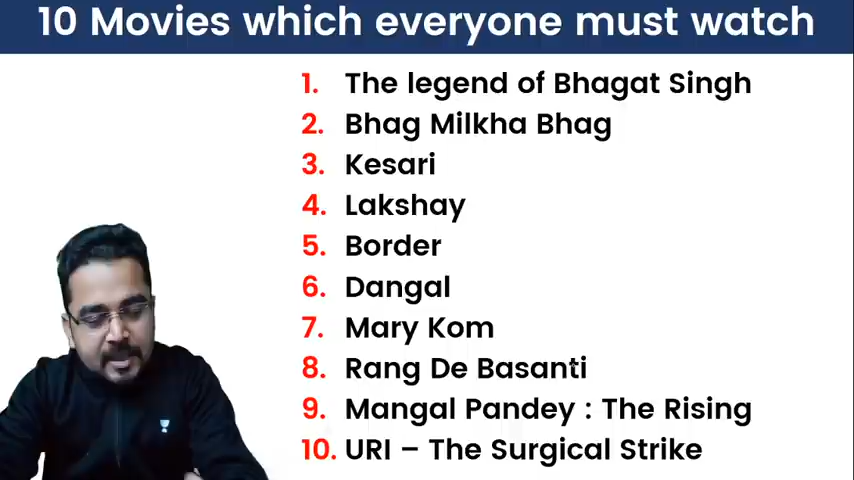 10 Movies which everyone must watch
1. The legend of Bhagat Singh
2. Bhag Milkha Bhag
3. Kesari
4. Lakshay
5. Border
6. Dangal
7. Mary Kom
8. Rang De Basanti
9. Mangal Pandey : The Rising
10. URI – The Surgical Strike